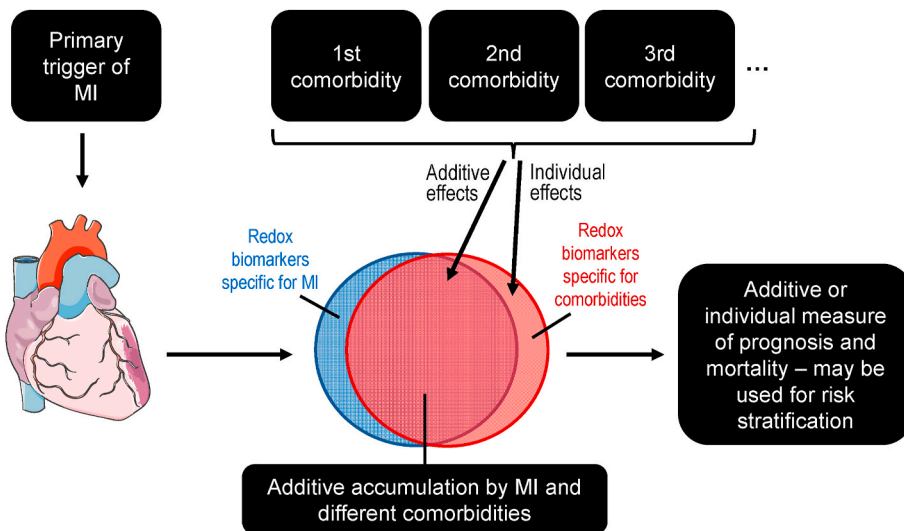 Primary
trigger of
MI
1st
comorbidity
2nd
comorbidity
3rd
comorbidity
...
Additive
effects
Individual
effects
Redox
biomarkers
specific for MI
Redox
biomarkers
specific for
comorbidities
Additive or
individual measure
of prognosis and
mortality – may be
used for risk
stratification
Additive accumulation by MI and
different comorbidities